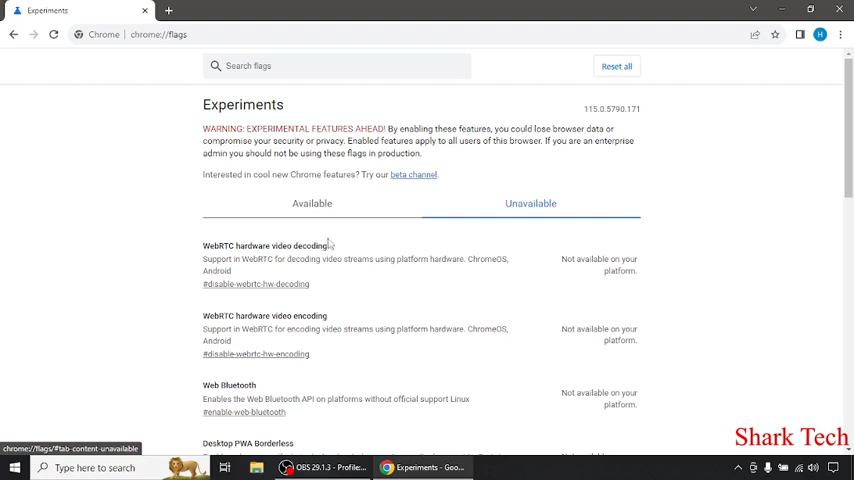 Experiments
Chrome | chrome://flags
H
Search flags
Reset all
Experiments
115.0.5790.171
WARNING: EXPERIMENTAL FEATURES AHEAD! By enabling these features, you could lose browser data or
compromise your security or privacy. Enabled features apply to all users of this browser. If you are an enterprise
admin you should not be using these flags in production.
Interested in cool new Chrome features? Try our beta channel.
Available
Unavailable
WebRTC hardware video decoding
Support in WebRTC for decoding video streams using platform hardware. ChromeOS,
Android
#disable-webrtc-hw-decoding
Not available on your
platform.
WebRTC hardware video encoding
Support in WebRTC for encoding video streams using platform hardware. ChromeOS,
Android
#disable-webrtc-hw-encoding
Not available on your
platform.
Web Bluetooth
Enables the Web Bluetooth API on platforms without official support Linux
#enable-web-bluetooth
Not available on your
platform.
Desktop PWA Borderless
Shark Tech
chrome://flags/#tab-content-unavailable
Type here to search
OBS 29.1.3 - Profile:...
Experiments - Goo...